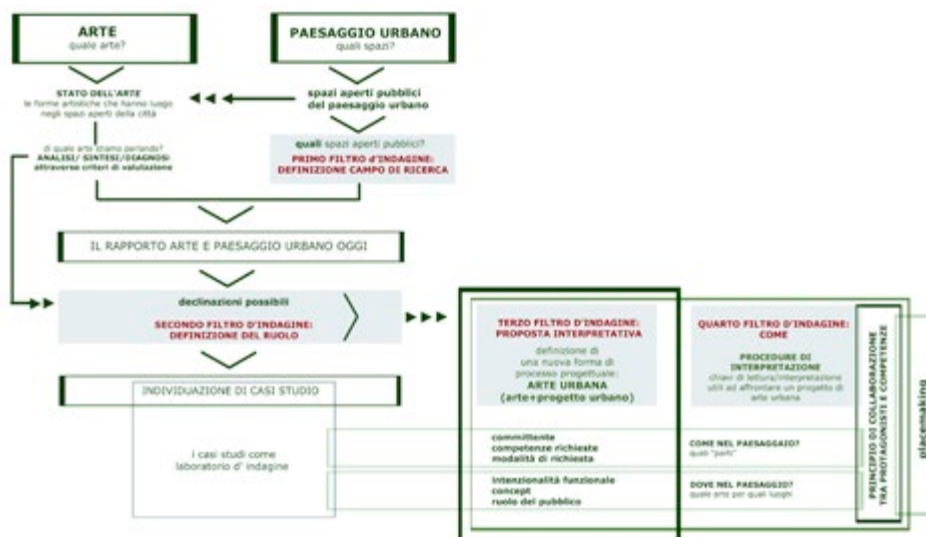 ARTE
quale arte?
PAESAGGIO URBANO
quali spazi?
STATO DELL'ARTE
le forme artistiche che hanno luogo
negli spazi aperti della città
spazi aperti pubblici
del paesaggio urbano
di quale arte stiamo parlando?
ANALISI/ SINTESI/DIAGNOSI
attraverso criteri di valutazione
quali spazi aperti pubblici?
PRIMO FILTRO d'INDAGINE:
DEFINIZIONE CAMPO DI RICERCA
IL RAPPORTO ARTE E PAESAGGIO URBANO OGGI
declinazioni possibili
SECONDO FILTRO D'INDAGINE:
DEFINIZIONE DEL RUOLO
INDIVIDUAZIONE DI CASI STUDIO
i casi studi come
laboratorio d' indagine
TERZO FILTRO D'INDAGINE:
PROPOSTA INTERPRETATIVA
definizione di
una nuova forma di
processo progettuale:
ARTE URBANA
(arte+progetto urbano)
committente
competenze richieste
modalità di richiesta
intenzionalità funzionale
concept
ruolo del pubblico
QUARTO FILTRO D'INDAGINE:
COME
PROCEDURE DI
INTERPRETAZIONE
chiavi di lettura/interpretazione
utili ad affrontare un progetto di
arte urbana
COME NEL PAESAGGAIO?
quali "parti"
DOVE NEL PAESAGGIO?
quale arte per quali luoghi
PRINCIPIO DI COLLABORAZIONE
TRA PROTAGONISTI E COMPETENZE
placemaking